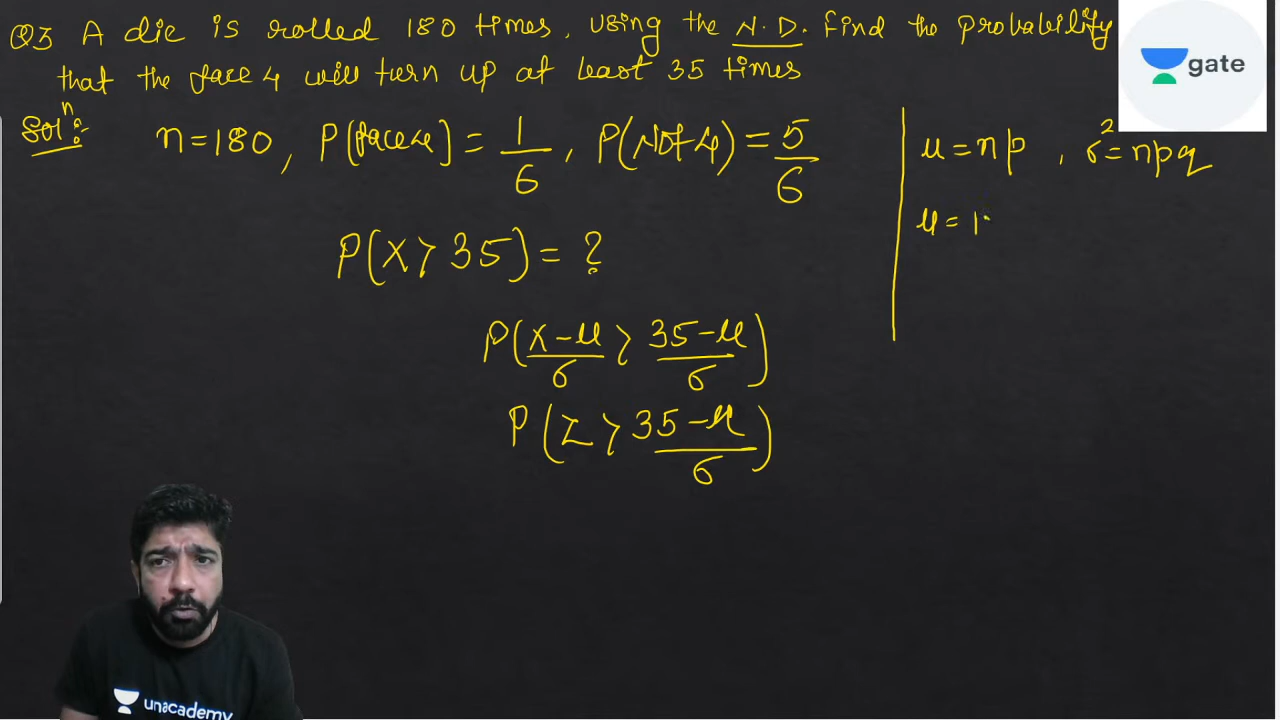 Q3 A die is rolled 180 times, using the N.D. find the probability
that the face 4 will turn up at least 35 times
gate
Solⁿ:- n=180, P(face 4) = 1/6, P(Not 4) = 5/6
μ = np, σ² = npq
μ = 1
P(X > 35) = ?
P(X-μ/σ > 35-μ/σ)
P(Z > 35-μ/σ)
unacademy